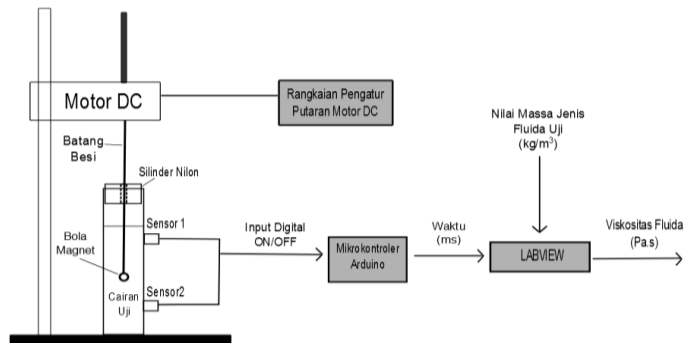 Motor DC
Rangkaian Pengatur
Putaran Motor DC
Batang
Besi
Silinder Nilon
Bola
Magnet
Sensor 1
Cairan
Uji
Sensor2
Input Digital
ON/OFF
Mikrokontroler
Arduino
Waktu
(ms)
Nilai Massa Jenis
Fluida Uji
(kg/m³)
LABVIEW
Viskositas Fluida
(Pa.s)